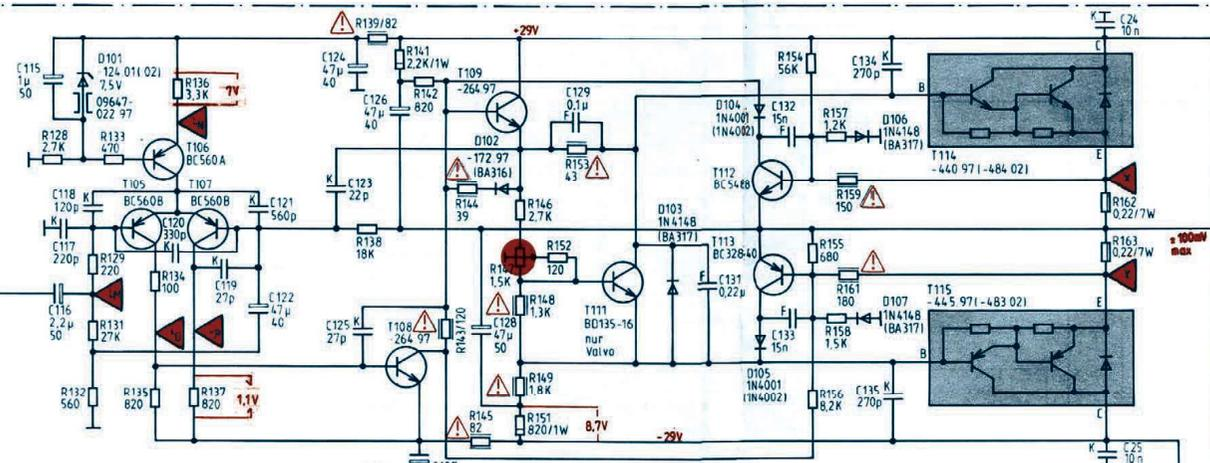 R139/82
+29V
C24
10n
C115
1µ
50
D101
-124 01(02)
7,5V
09647-
022 97
R136
3,3K
7V
C124
47µ
40
R141
2,2K/1W
R142
820
C126
47µ
40
T109
-264 97
C129
0,1µ
R154
56K
C134
270p
D104
1N4001
(1N4002)
C132
15n
R157
1,2K
D106
1N4148
(BA317)
B
C
E
T114
-440 97(-484 02)
R128
2.7K
R133
470
T106
BC560A
D102
-172 97
(BA316)
R153
43
R144
39
T112
BC548B
R159
150
R162
0,22/7W
C118
120p
T105
BC560B
T107
BC560B
C121
560p
C123
22p
R146
2,7K
D103
1N4148
(BA317)
C117
220p
C120
330p
R138
18K
R129
220
R134
100
C119
27p
C122
47µ
40
1,5K
R152
120
T113
BC328-40
R155
680
R163
0,22/7W
± 100mV
max
C116
2,2µ
50
R131
27K
R148
1,3K
C131
0,22µ
R161
180
T115
-445 97(-483 02)
C125
27p
T108
-264 97
R143/120
C128
47µ
50
T111
BD135-16
nur
Valvo
C133
15n
R158
1,5K
D107
1N4148
(BA317)
B
E
C
R132
560
R135
820
R137
820
1,1V
R149
1,8K
D105
1N4001
(1N4002)
R156
8,2K
C135
270p
R145
82
R151
820/1W
8,7V
-29V
C25
10n